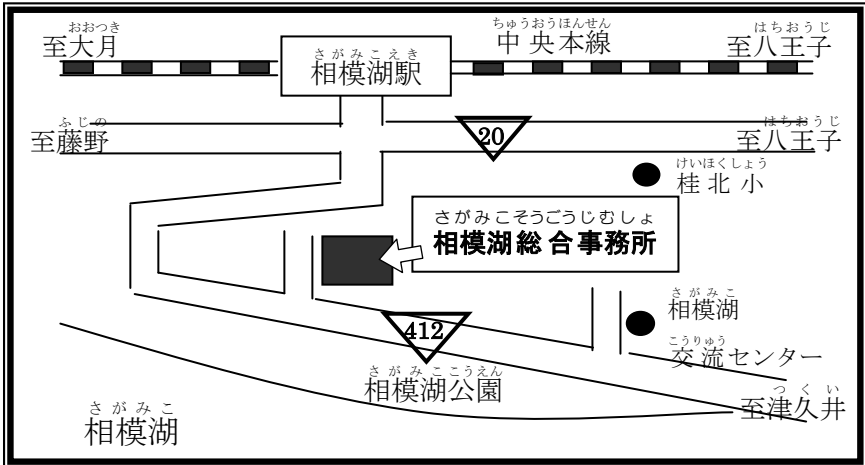 おおつき
至大月
ちゅうおうほんせん
中央本線
はちおうじ
至八王子
さがみこえき
相模湖駅
ふじの
至藤野
20
はちおうじ
至八王子
けいほくしょう
桂北小
さがみこそうごうじむしょ
相模湖総合事務所
さがみこ
相模湖
こうりゅう
交流センター
412
さがみここうえん
相模湖公園
つくい
至津久井
さがみこ
相模湖